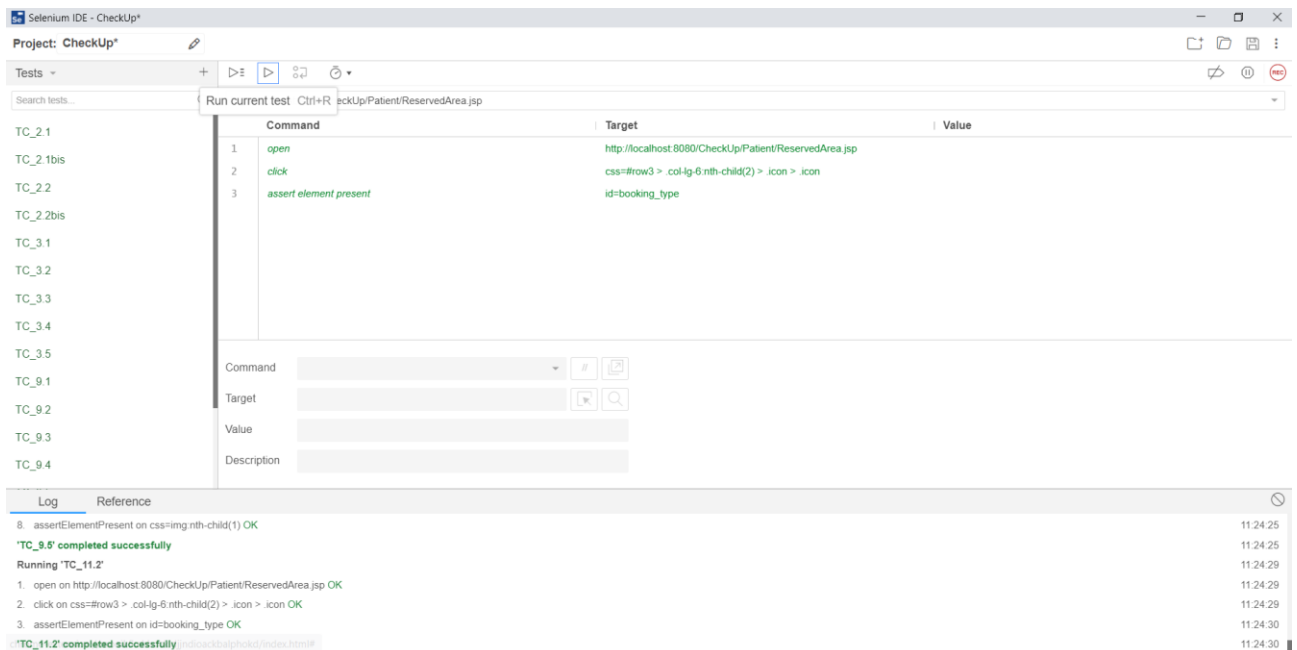 Selenium IDE - CheckUp*
Project: CheckUp*
Tests
Search tests...
Run current test Ctrl+R
eckUp/Patient/ReservedArea.jsp
REC
TC_2.1
TC_2.1bis
TC_2.2
TC_2.2bis
TC_3.1
TC_3.2
TC_3.3
TC_3.4
TC_3.5
TC_9.1
TC_9.2
TC_9.3
TC_9.4
Command Target Value
1 open http://localhost:8080/CheckUp/Patient/ReservedArea.jsp
2 click css=#row3 > .col-lg-6:nth-child(2) > .icon > .icon
3 assert element present id=booking_type
Command
//
Target
Value
Description
Log Reference
8. assertElementPresent on css=img:nth-child(1) OK 11:24:25
'TC_9.5' completed successfully 11:24:25
Running 'TC_11.2' 11:24:29
1. open on http://localhost:8080/CheckUp/Patient/ReservedArea.jsp OK 11:24:29
2. click on css=#row3 > .col-lg-6:nth-child(2) > .icon > .icon OK 11:24:29
3. assertElementPresent on id=booking_type OK 11:24:30
'TC_11.2' completed successfully 11:24:30